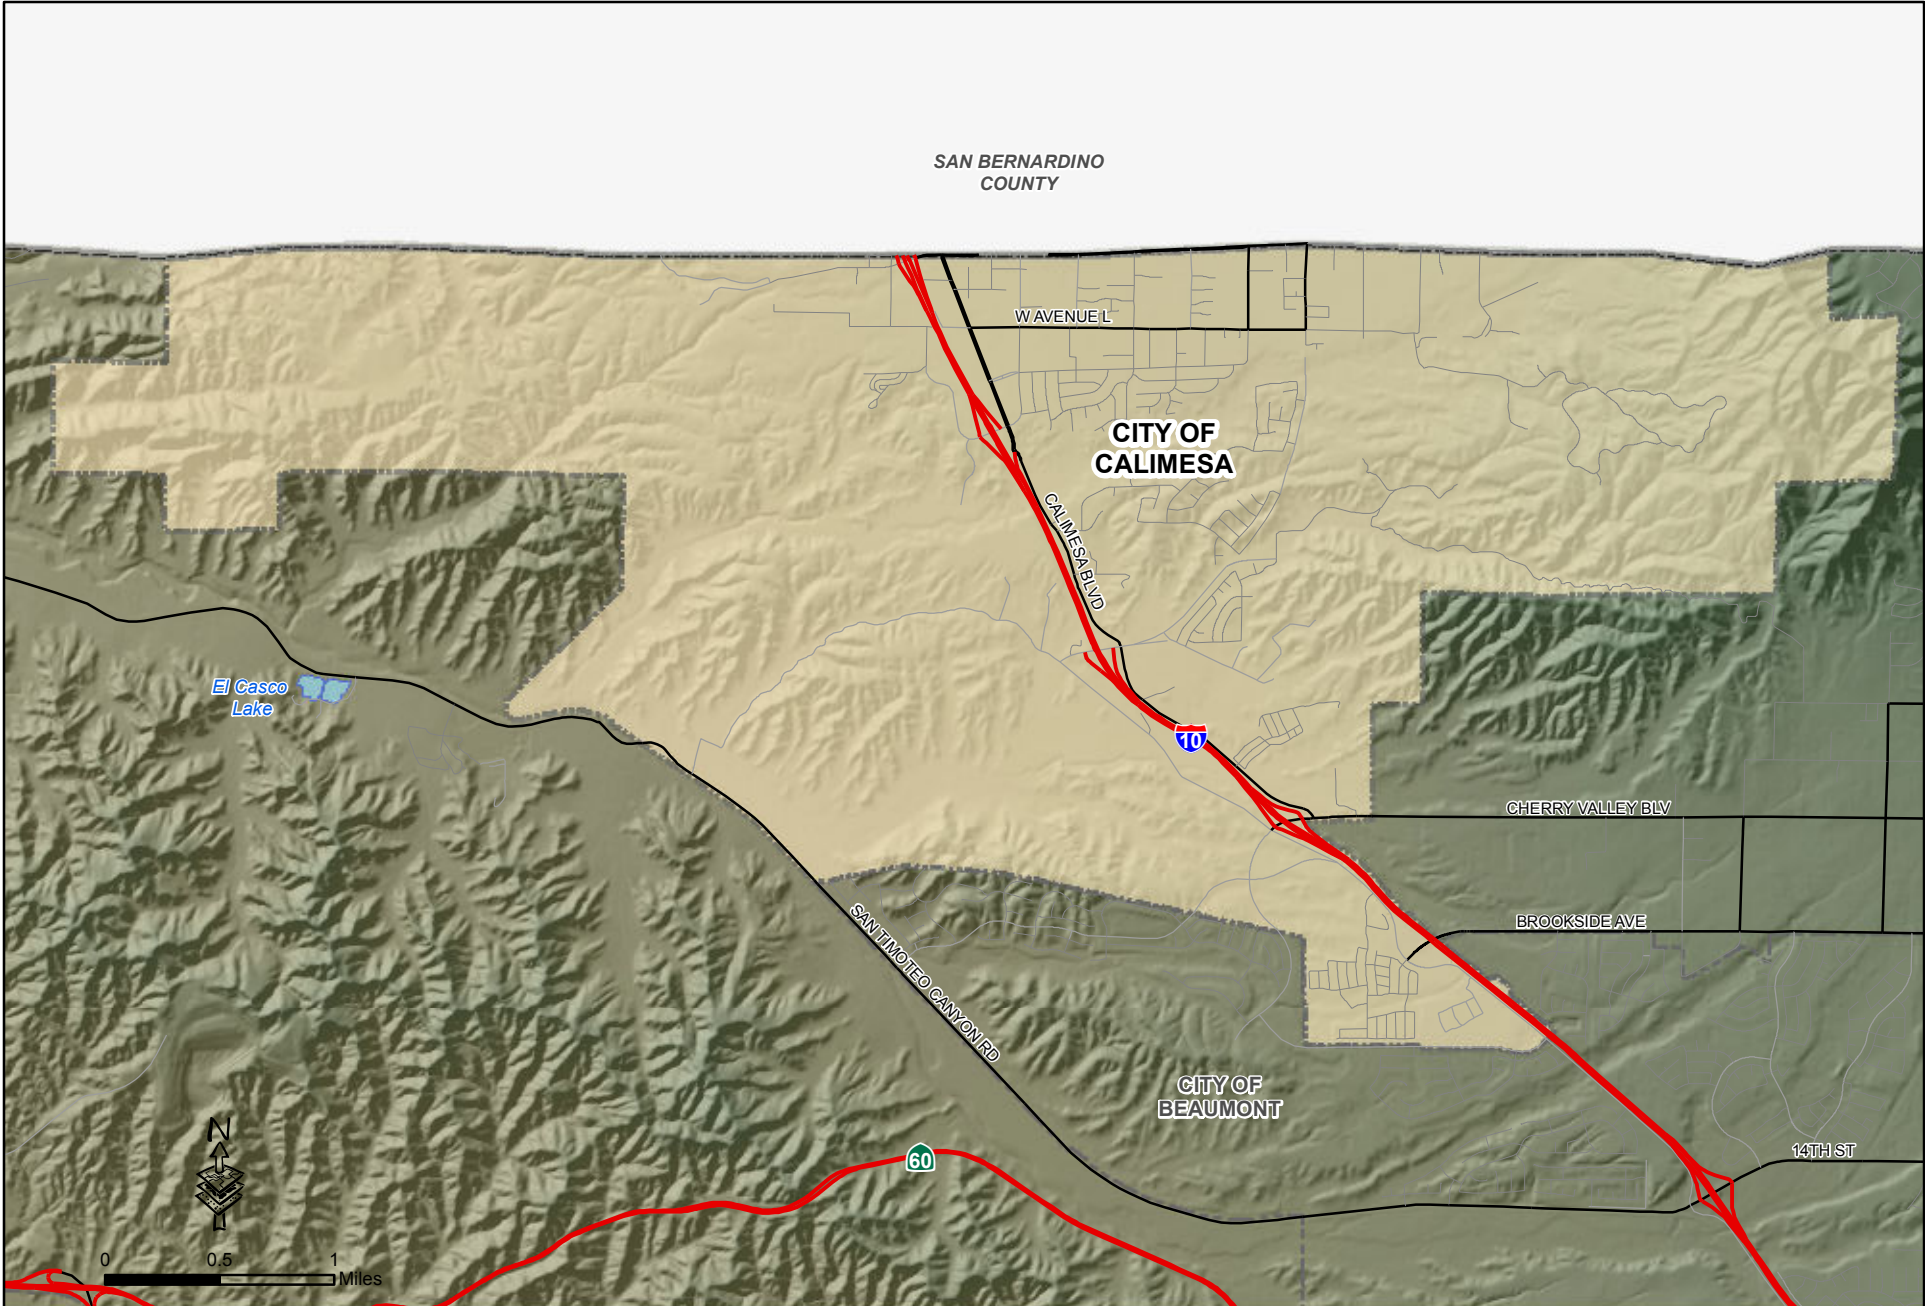 SAN BERNARDINO
COUNTY
W AVENUE L
CITY OF
CALIMESA
CALIMESA BLVD
El Casco
Lake
10
CHERRY VALLEY BLV
BROOKSIDE AVE
SAN TIMOTEO CANYON RD
CITY OF
BEAUMONT
N
60
14TH ST
0 0.5 1
Miles